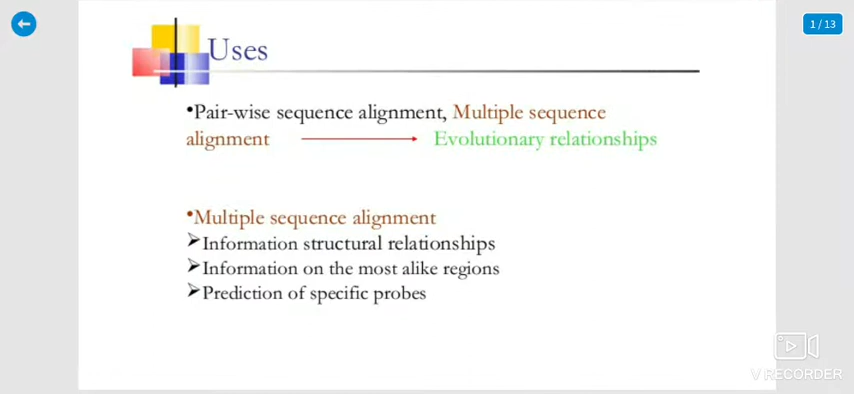 1 / 13
Uses
•Pair-wise sequence alignment, Multiple sequence
alignment Evolutionary relationships
•Multiple sequence alignment
➢Information structural relationships
➢Information on the most alike regions
➢Prediction of specific probes
V RECORDER